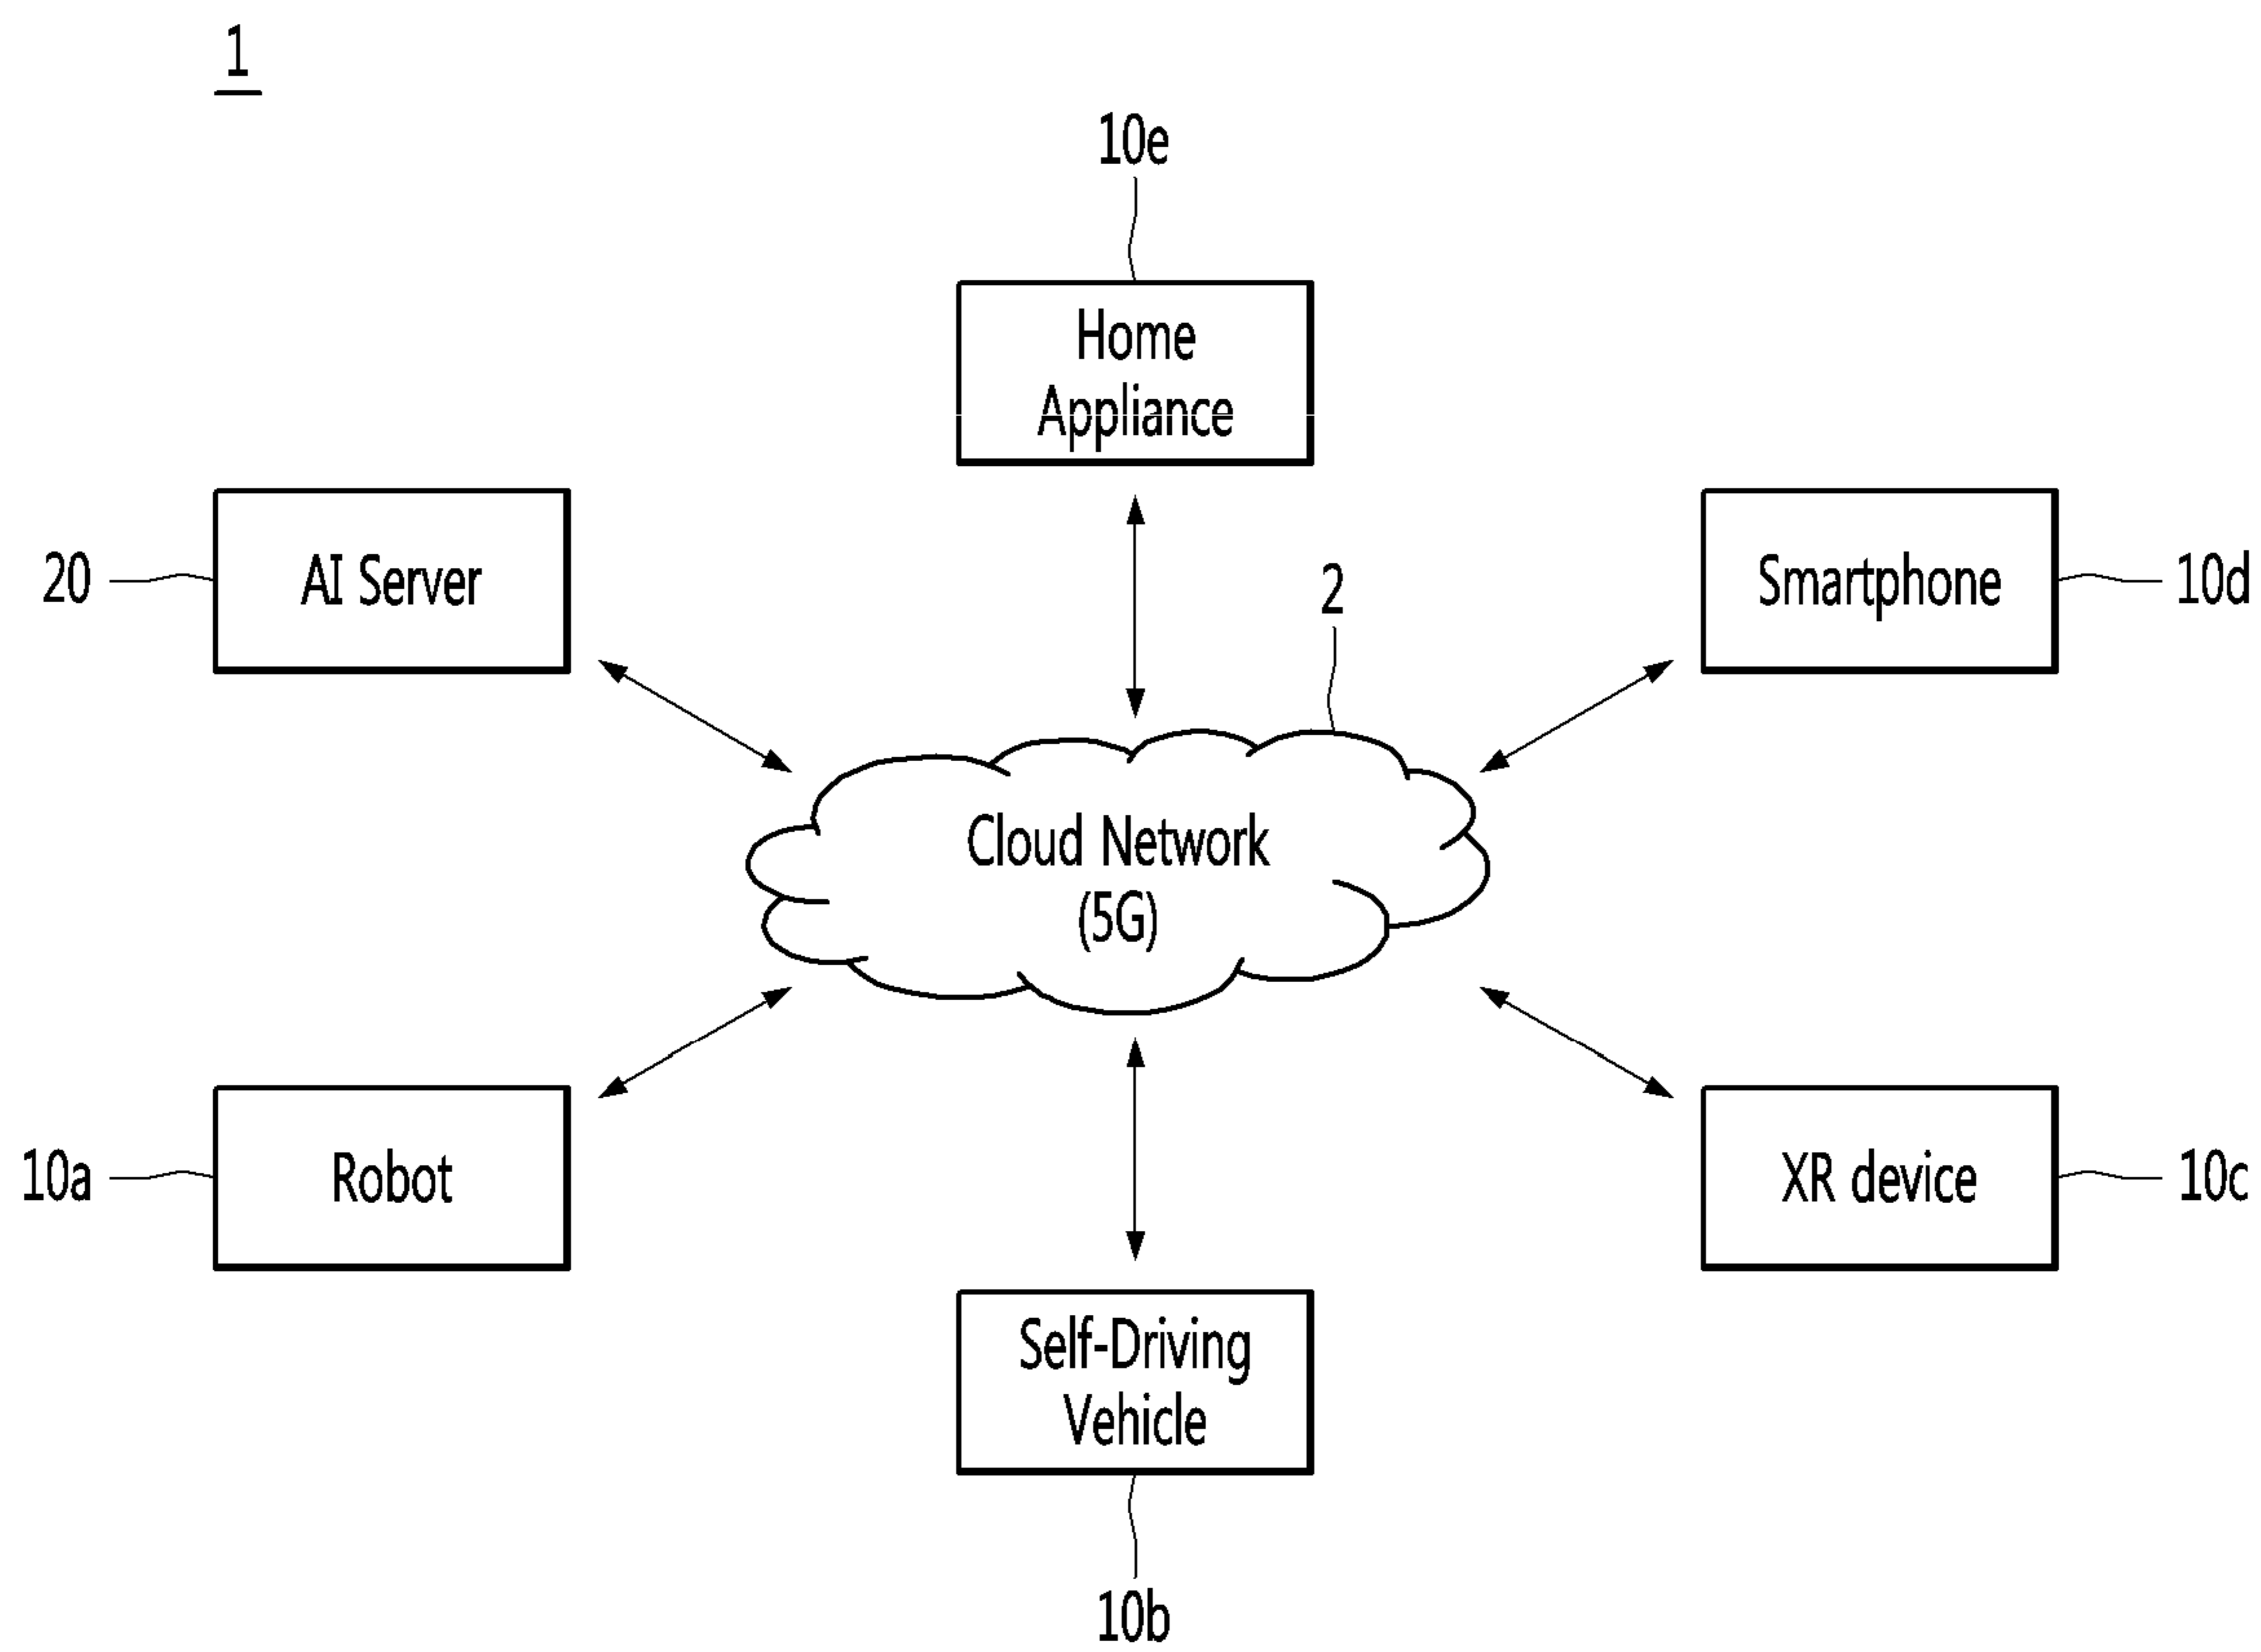 1
10e
Home
Appliance
20
AI Server
Smartphone
10d
2
Cloud Network
(5G)
10a
Robot
XR device
10c
Self-Driving
Vehicle
10b